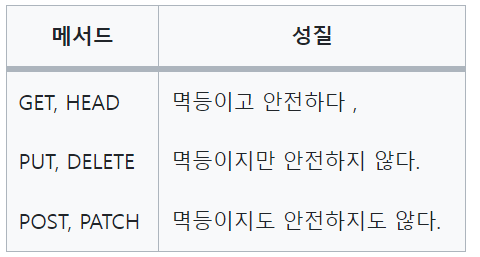 메서드 성질
GET, HEAD 멱등이고 안전하다 ,
PUT, DELETE 멱등이지만 안전하지 않다.
POST, PATCH 멱등이지도 안전하지도 않다.